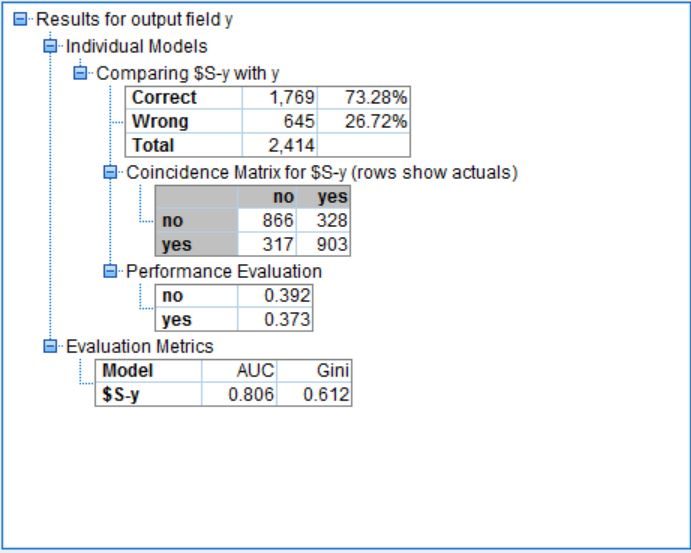 Results for output field y
Individual Models
Comparing $S-y with y
Correct 1,769 73.28%
Wrong 645 26.72%
Total 2,414
Coincidence Matrix for $S-y (rows show actuals)
no yes
no 866 328
yes 317 903
Performance Evaluation
no 0.392
yes 0.373
Evaluation Metrics
Model AUC Gini
$S-y 0.806 0.612